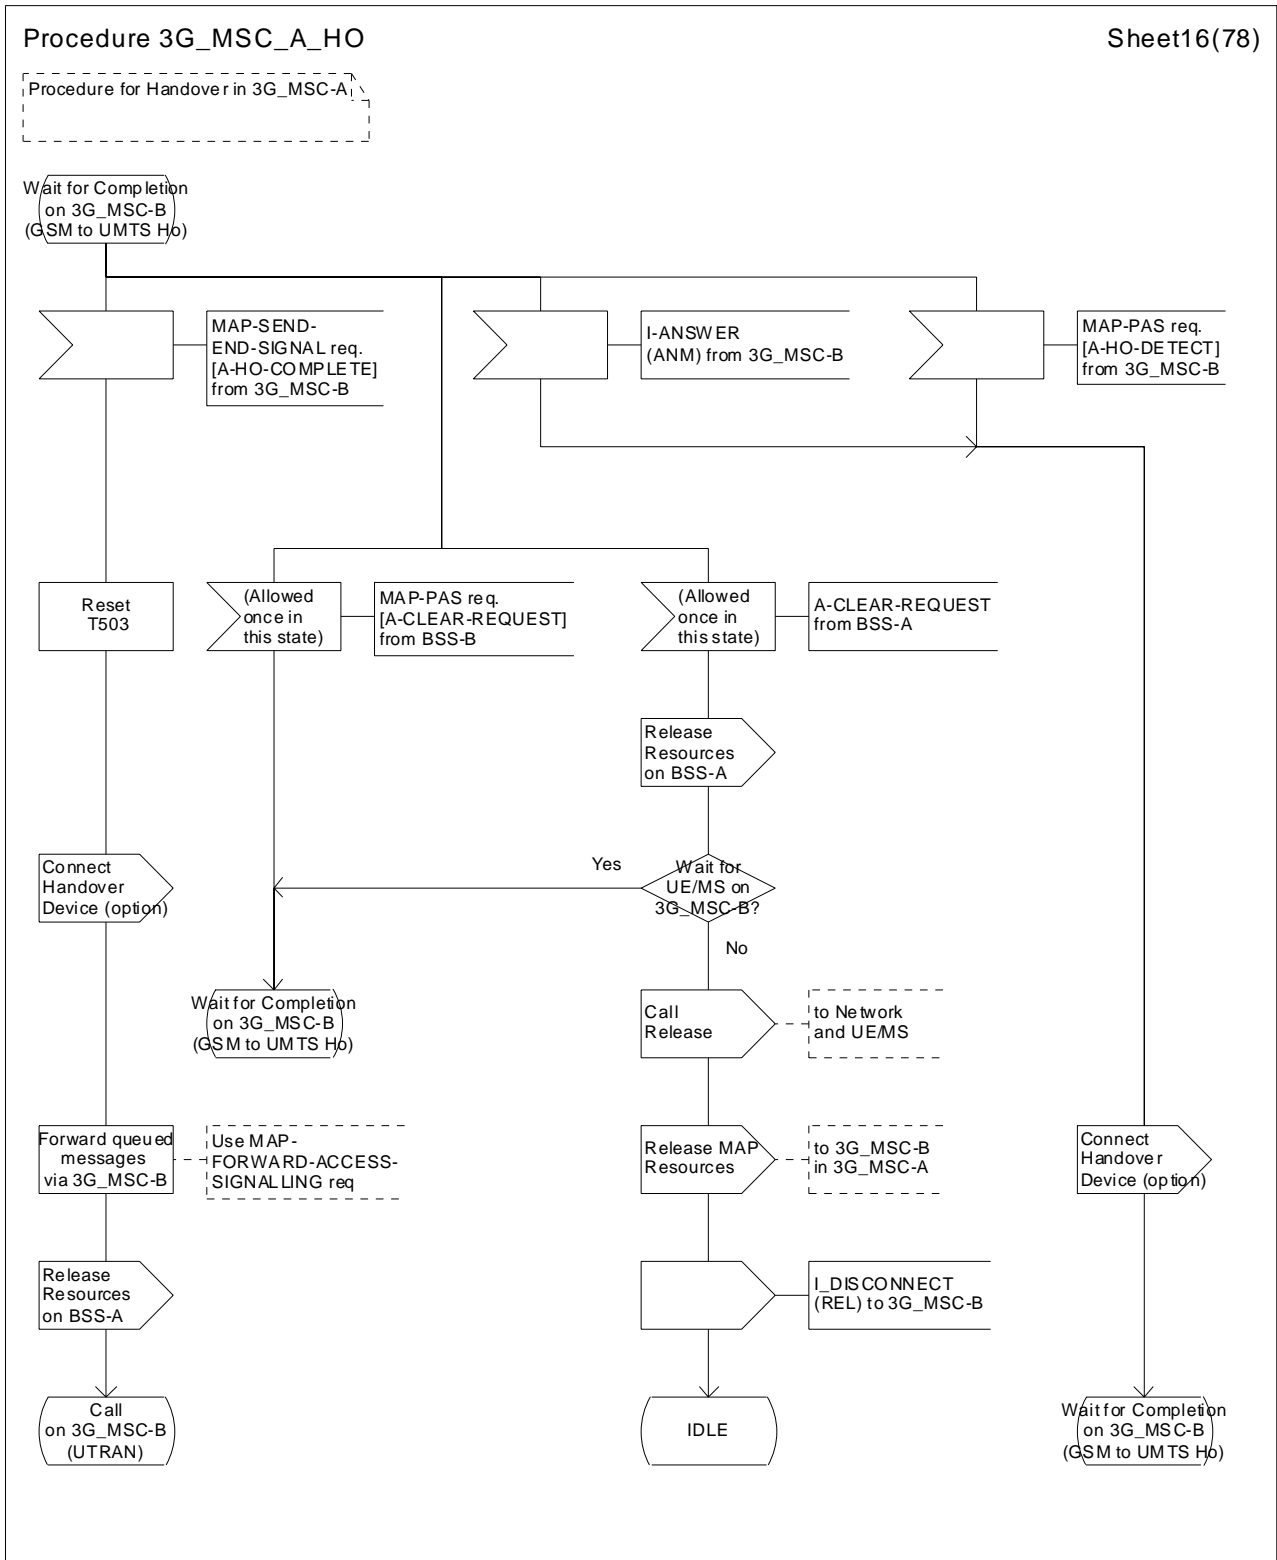 Procedure 3G_MSC_A_HO
Sheet16(78)
Procedure for Handover in 3G_MSC-A
Wait for Completion
on 3G_MSC-B
(GSM to UMTS Ho)
MAP-SEND-
END-SIGNAL req.
[A-HO-COMPLETE]
from 3G_MSC-B
I-ANSWER
(ANM) from 3G_MSC-B
MAP-PAS req.
[A-HO-DETECT]
from 3G_MSC-B
Reset
T503
(Allowed
once in
this state)
MAP-PAS req.
[A-CLEAR-REQUEST]
from BSS-B
(Allowed
once in
this state)
A-CLEAR-REQUEST
from BSS-A
Release
Resources
on BSS-A
Connect
Handover
Device (option)
Yes
Wait for
UE/MS on
3G_MSC-B?
No
Wait for Completion
on 3G_MSC-B
(GSM to UMTS Ho)
Call
Release
to Network
and UE/MS
Forward queued
messages
via 3G_MSC-B
Use MAP-
FORWARD-ACCESS-
SIGNALLING req
Release MAP
Resources
to 3G_MSC-B
in 3G_MSC-A
Connect
Handover
Device (option)
Release
Resources
on BSS-A
I_DISCONNECT
(REL) to 3G_MSC-B
Call
on 3G_MSC-B
(UTRAN)
IDLE
Wait for Completion
on 3G_MSC-B
(GSM to UMTS Ho)